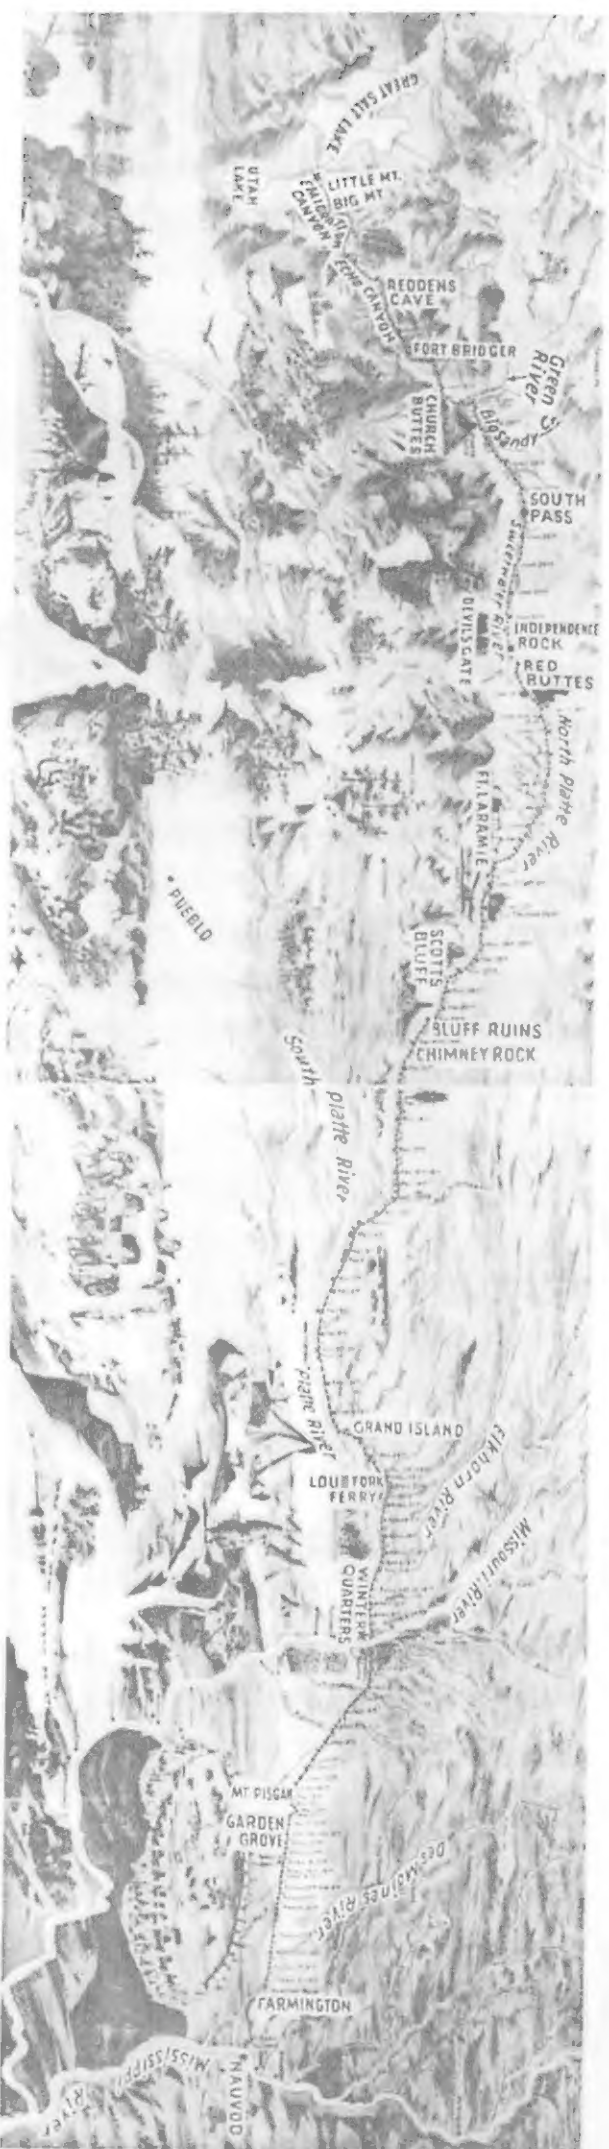 GREAT SALT LAKE
LITTLE MT.
BIG MT
EMIGRATION
CANYON
UTAH
LAKE
ECHO CANYON
REDDENS
CAVE
FORT BRIDGER
Green
River
CHURCH
BUTTES
Big Sandy
SOUTH
PASS
Sweetwater River
INDEPENDENCE
ROCK
DEVILS GATE
RED
BUTTES
North Platte River
FT. LARAMIE
PUEBLO
SCOTTS
BLUFF
BLUFF RUINS
CHIMNEY ROCK
South Platte River
Platte River
GRAND ISLAND
LOUP FORK
FERRY
Elkhorn River
WINTER
QUARTERS
Missouri River
MT PISGAH
GARDEN
GROVE
Des Moines River
FARMINGTON
NAUVOO
MISSISSIPPI
River